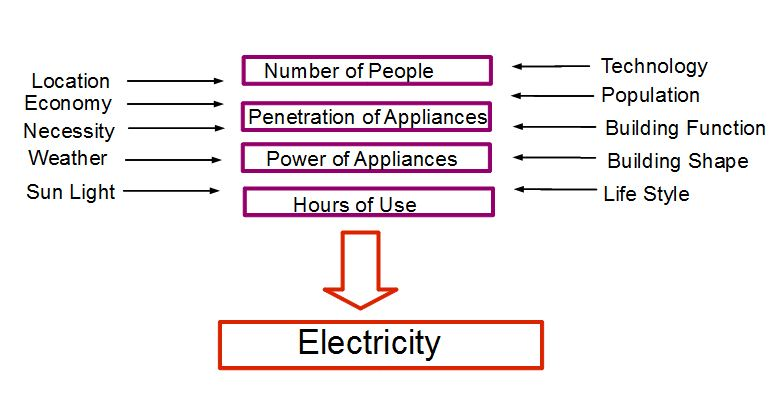 Location
Economy
Necessity
Weather
Sun Light
Number of People
Penetration of Appliances
Power of Appliances
Hours of Use
Technology
Population
Building Function
Building Shape
Life Style
Electricity